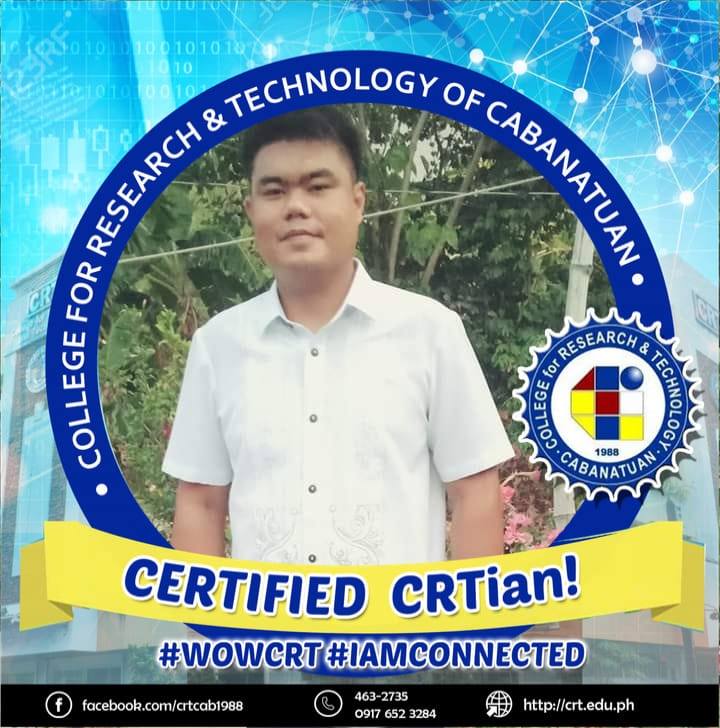 123RF
• COLLEGE FOR RESEARCH & TECHNOLOGY OF CABANATUAN •
COLLEGE for RESEARCH & TECHNOLOGY
1988
• CABANATUAN •
CERTIFIED CRTian!
#WOWCRT #IAMCONNECTED
facebook.com/crtcab1988
463-2735
0917 652 3284
http://crt.edu.ph